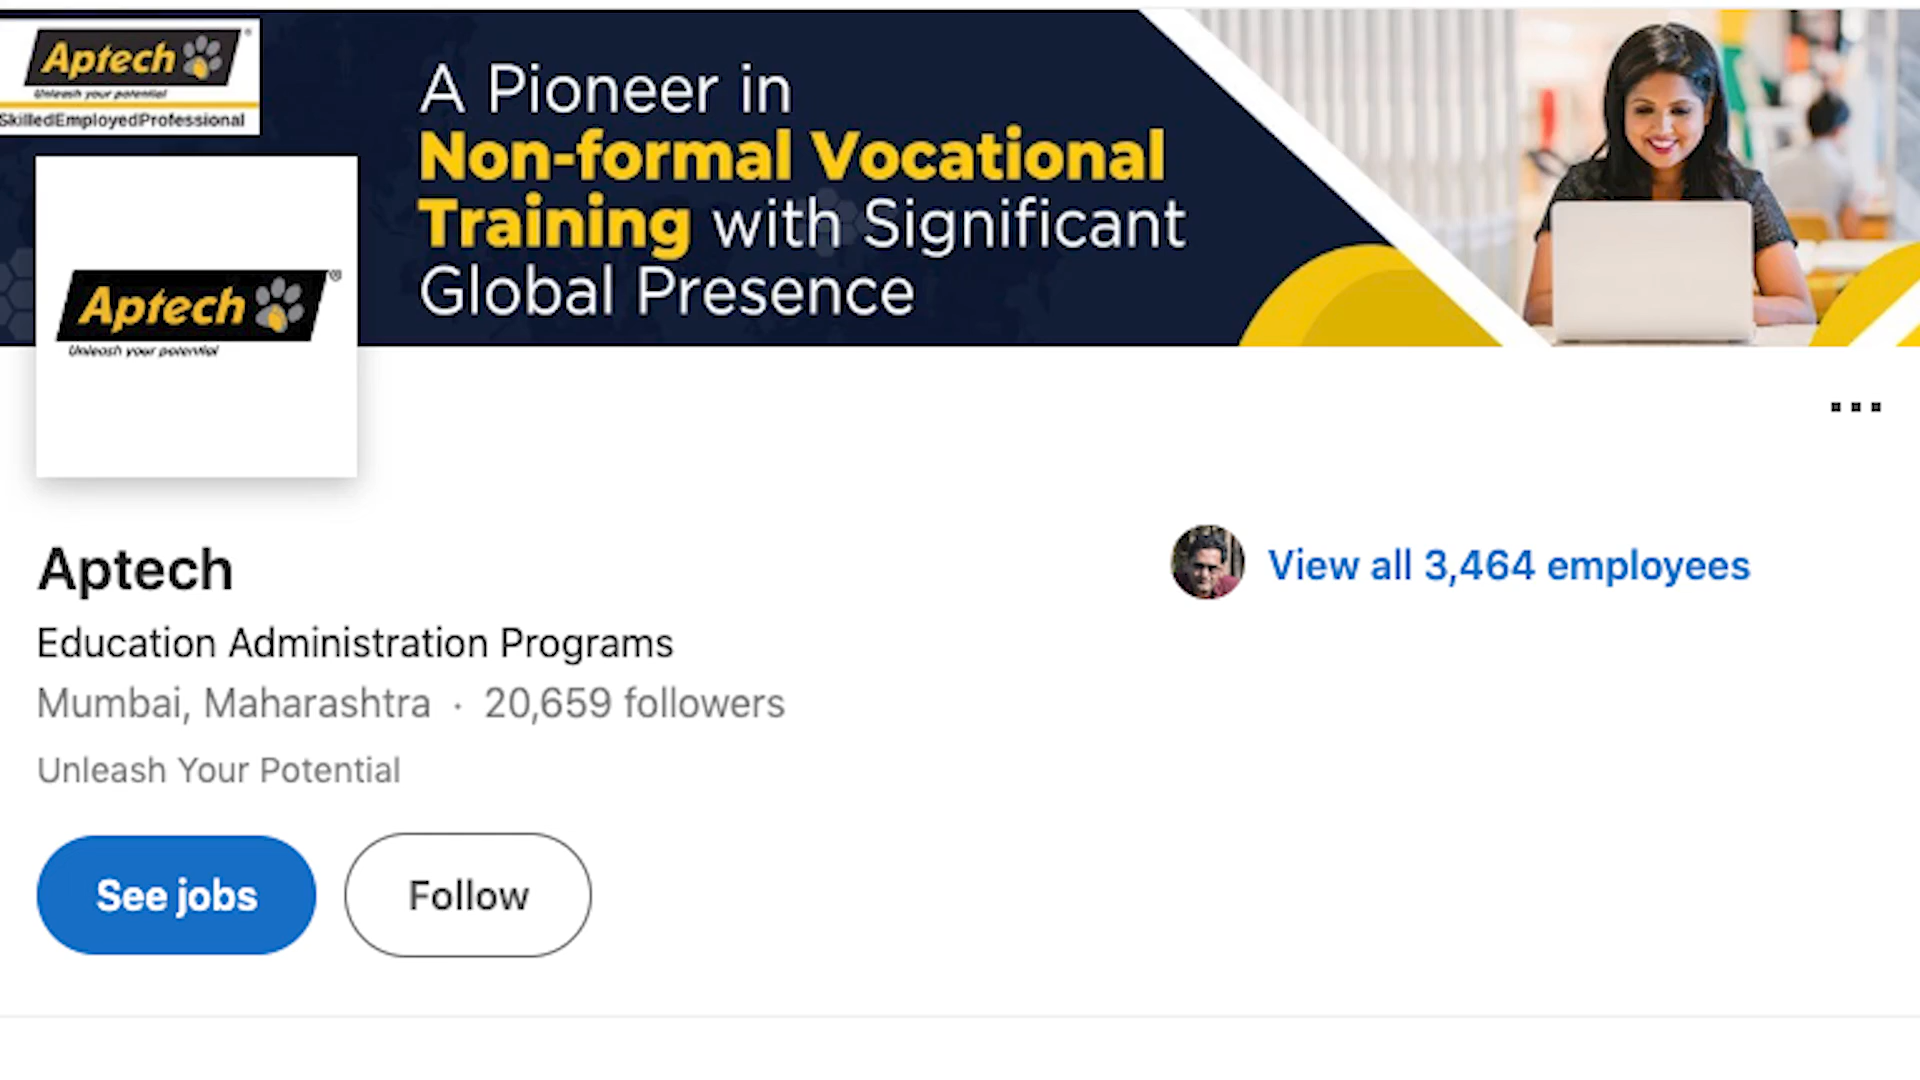 Aptech
Unleash your potential
SkilledEmployedProfessional
A Pioneer in
Non-formal Vocational
Training with Significant
Global Presence
Aptech
Unleash your potential
...
Aptech
View all 3,464 employees
Education Administration Programs
Mumbai, Maharashtra · 20,659 followers
Unleash Your Potential
See jobs
Follow